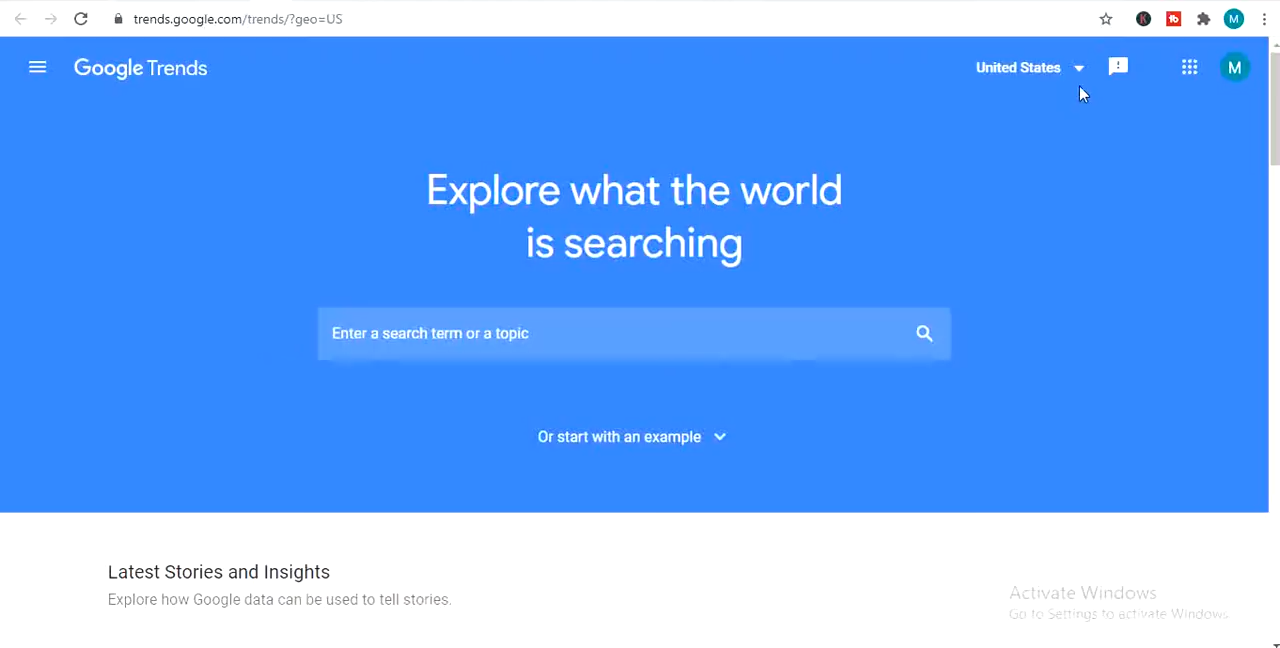 trends.google.com/trends/?geo=US
K
tb
M
Google Trends
United States
M
Explore what the world
is searching
Enter a search term or a topic
Or start with an example
Latest Stories and Insights
Explore how Google data can be used to tell stories.
Activate Windows
Go to Settings to activate Windows.